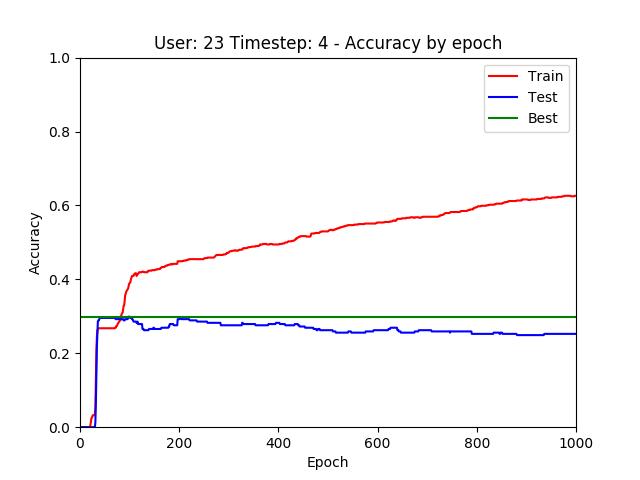 User: 23 Timestep: 4 - Accuracy by epoch
1.0
0.8
0.6
0.4
0.2
0.0
Accuracy
Train
Test
Best
0 200 400 600 800 1000
Epoch